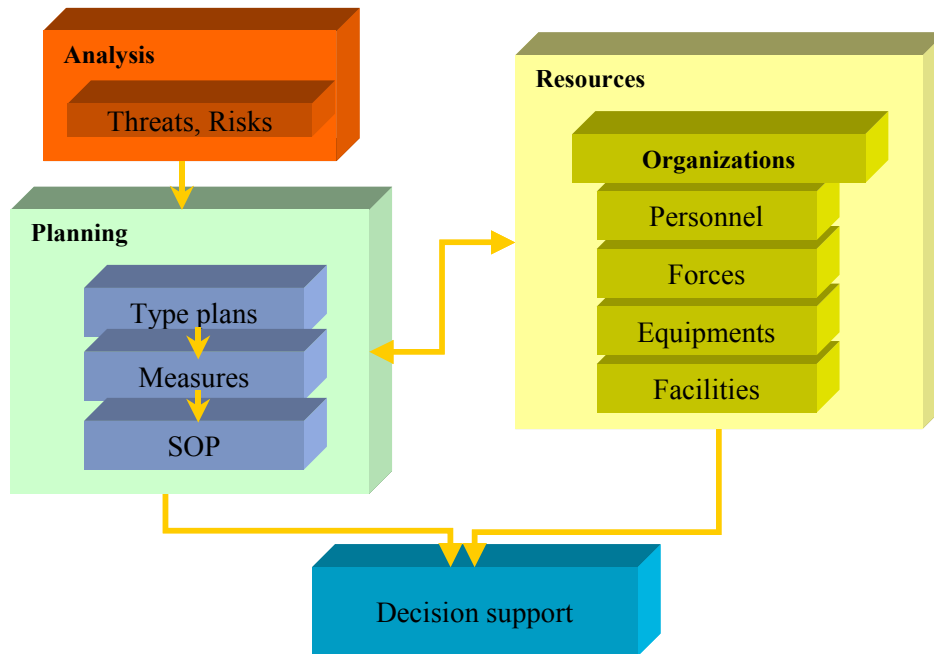 Analysis
Threats, Risks
Planning
Type plans
Measures
SOP
Resources
Organizations
Personnel
Forces
Equipments
Facilities
Decision support